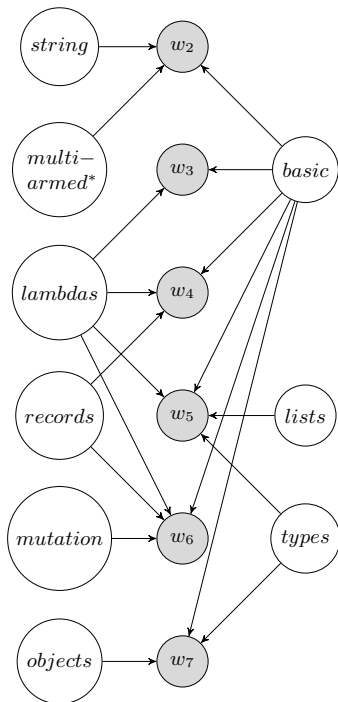 string
w₂
multi−
armed*
w₃
basic
lambdas
w₄
records
w₅
lists
mutation
w₆
types
objects
w₇